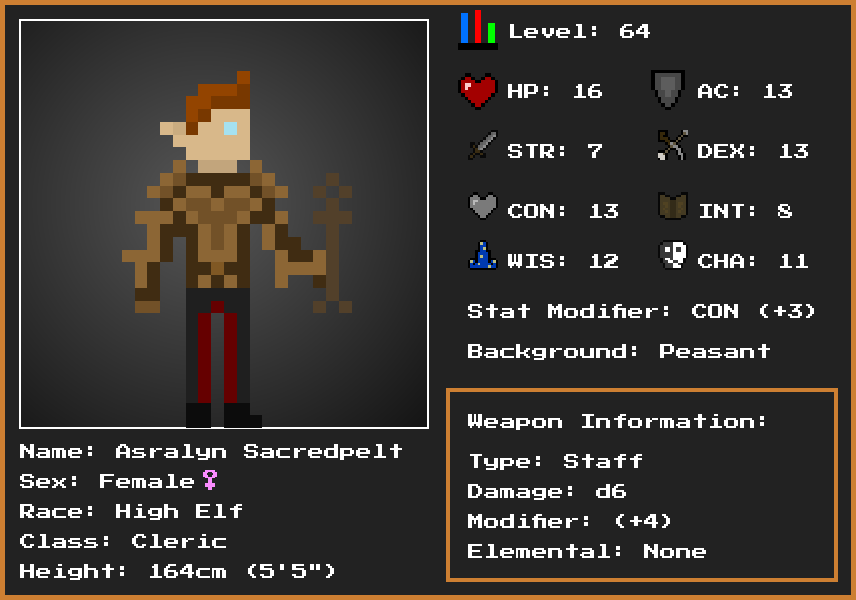 Level: 64
HP: 16 AC: 13
STR: 7 DEX: 13
CON: 13 INT: 8
WIS: 12 CHA: 11
Stat Modifier: CON (+3)
Background: Peasant
Weapon Information:
Type: Staff
Damage: d6
Modifier: (+4)
Elemental: None
Name: Asralyn Sacredpelt
Sex: Female♀
Race: High Elf
Class: Cleric
Height: 164cm (5'5")